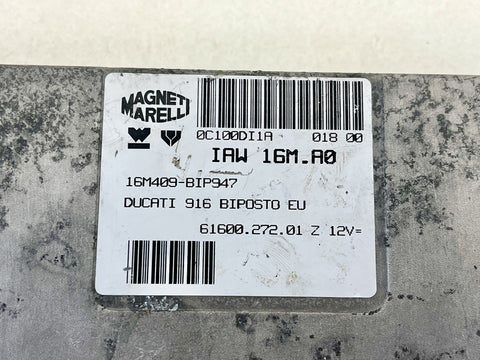 MAGNETI
MARELLI
0C100DI1A 018 00
IAW 16M.A0
16M409-BIP947
DUCATI 916 BIPOSTO EU
61600.272.01 Z 12V=